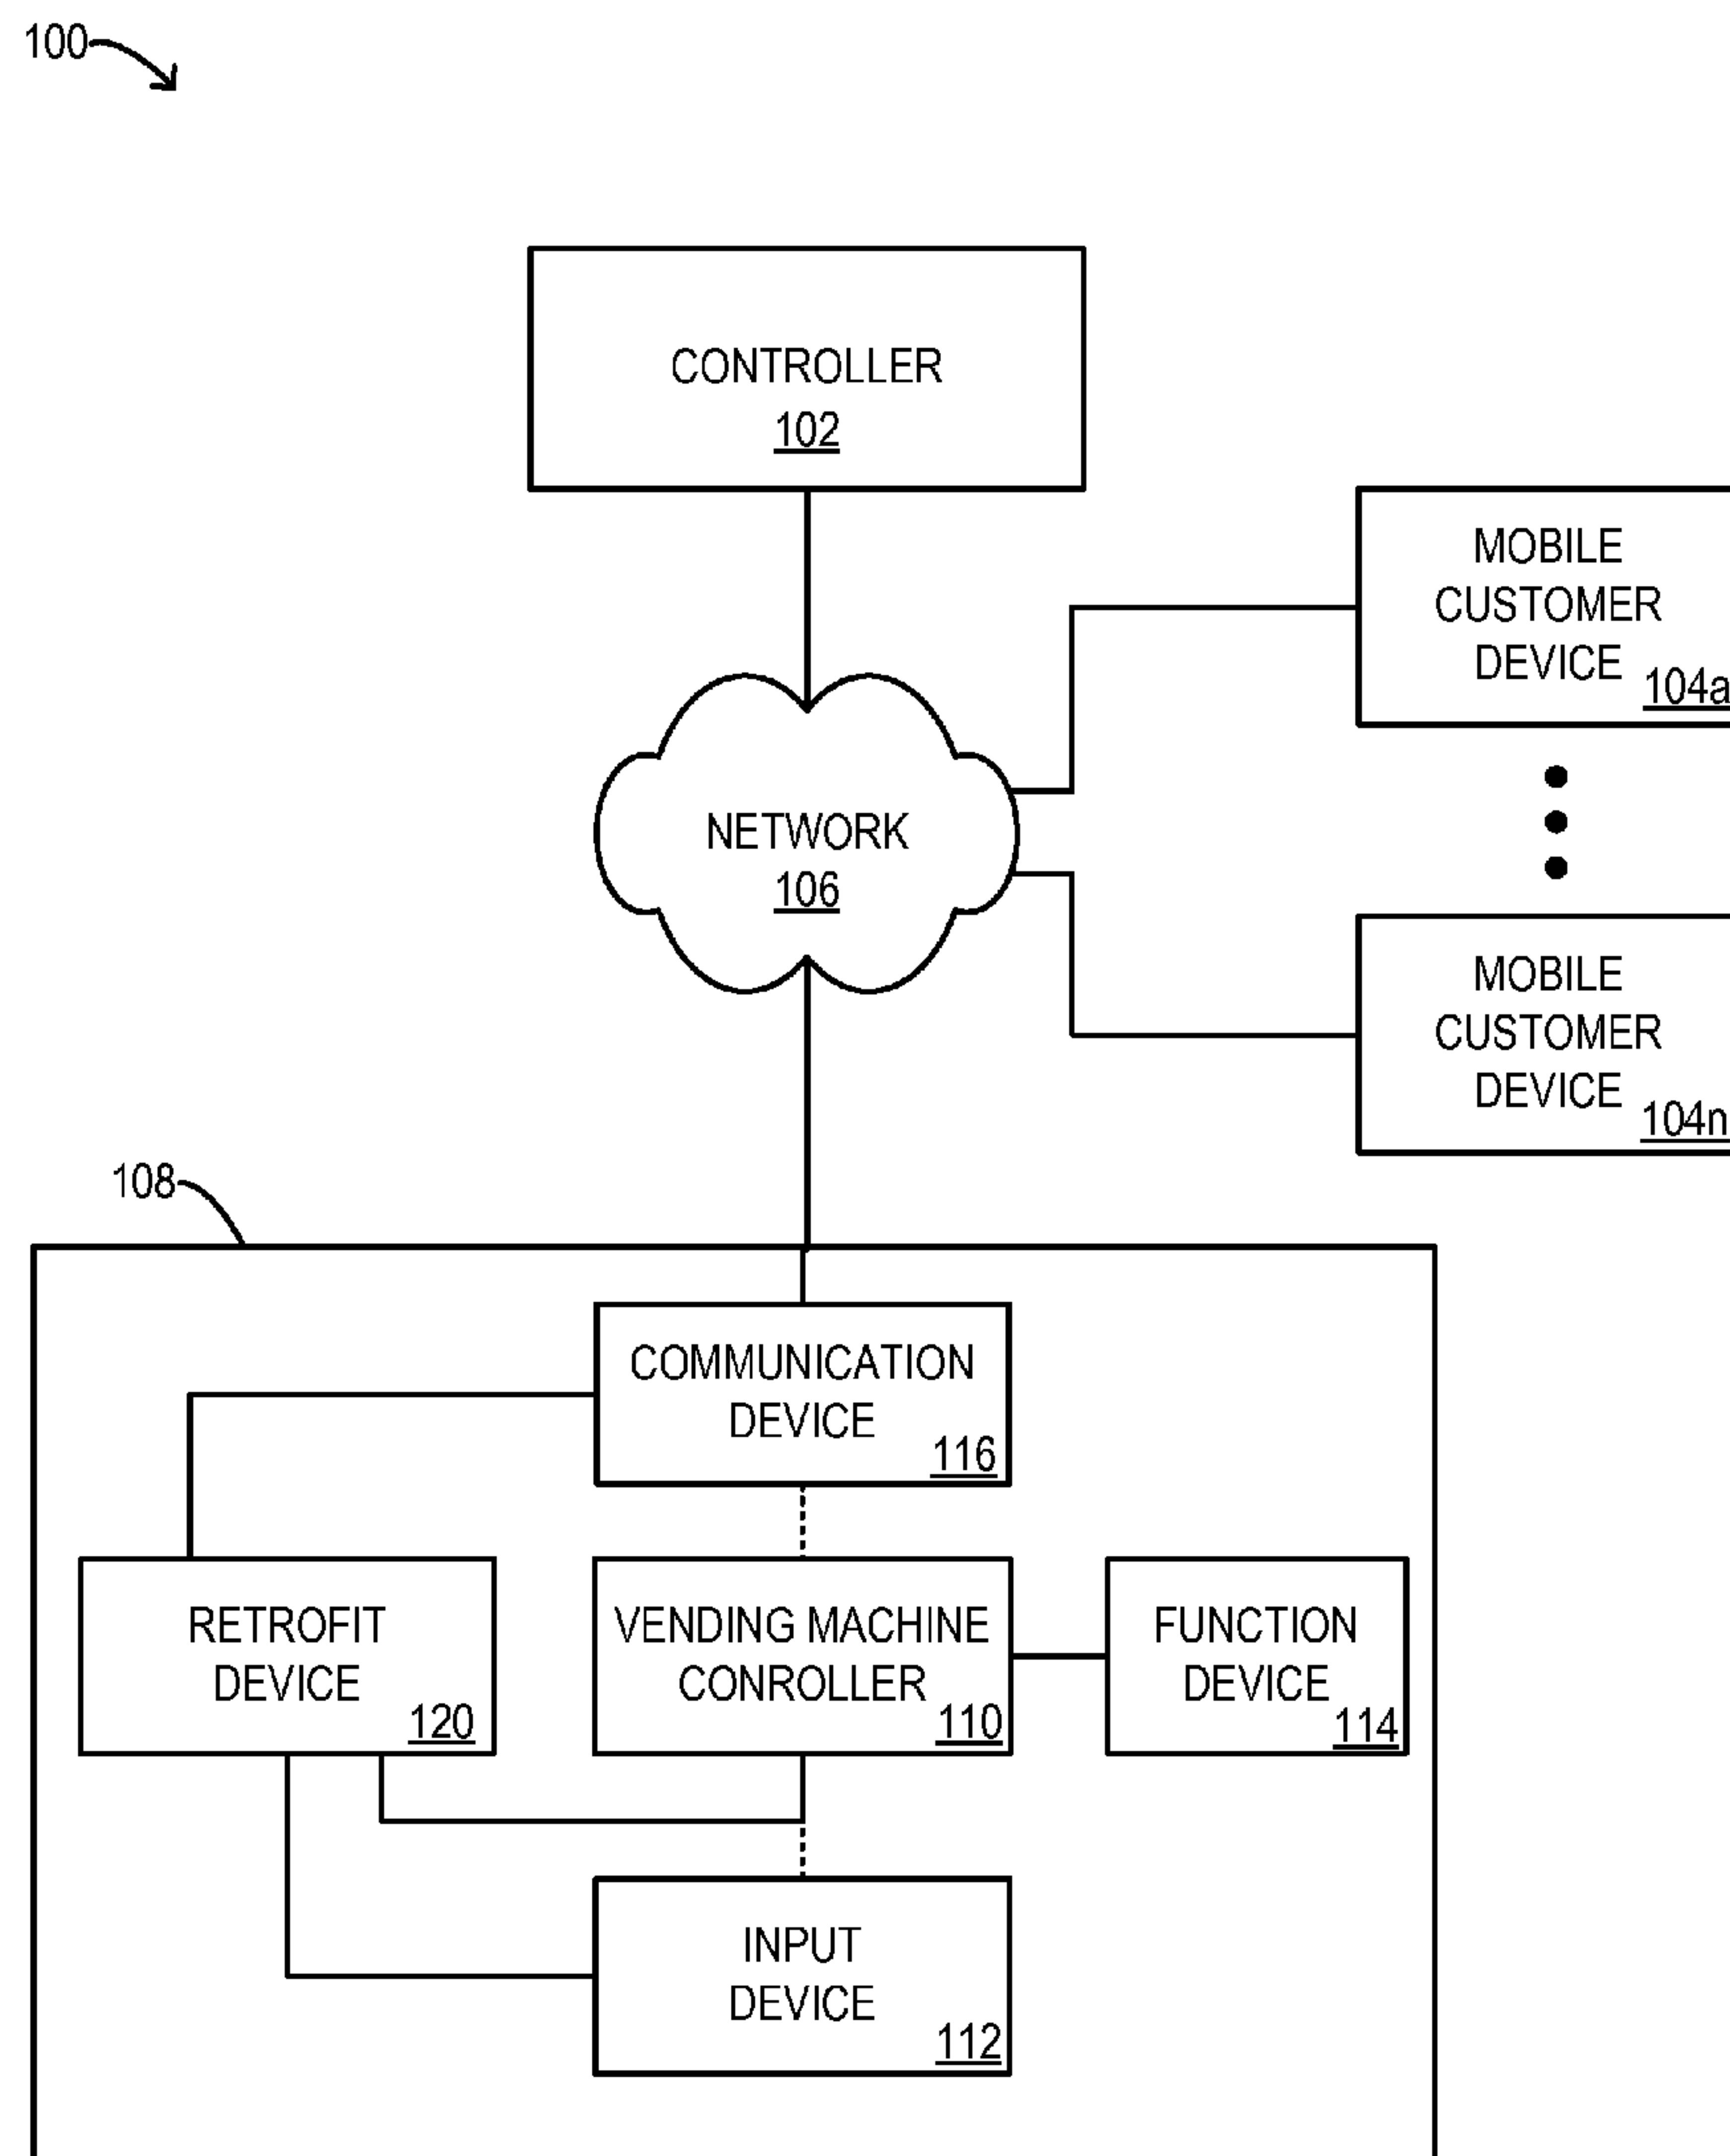 100
CONTROLLER
102
MOBILE
CUSTOMER
DEVICE
104a
NETWORK
106
MOBILE
CUSTOMER
DEVICE
104n
108
COMMUNICATION
DEVICE
116
RETROFIT
DEVICE
120
VENDING MACHINE
CONROLLER
110
FUNCTION
DEVICE
114
INPUT
DEVICE
112